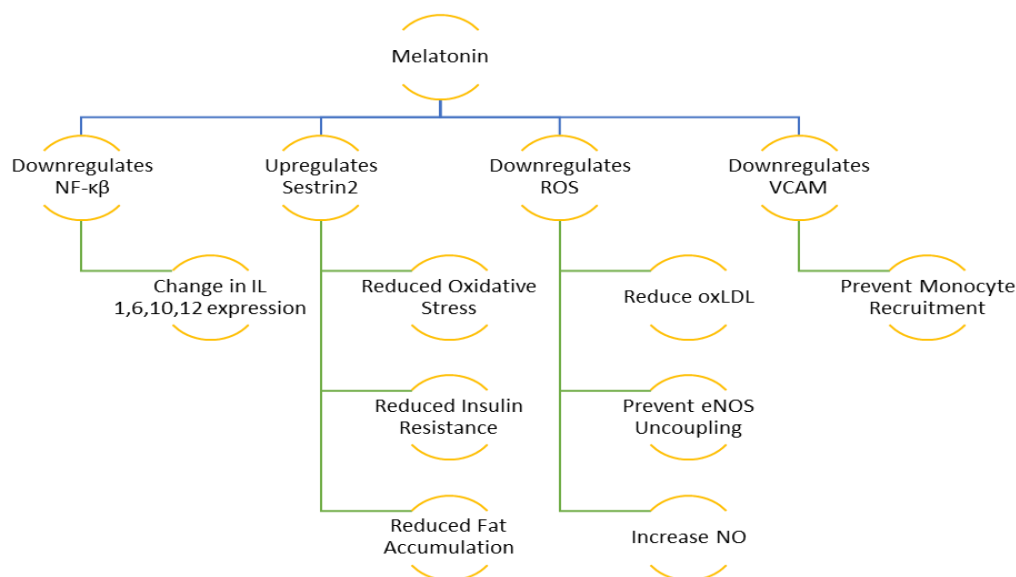 Melatonin
Downregulates
NF-κβ
Upregulates
Sestrin2
Downregulates
ROS
Downregulates
VCAM
Change in IL
1,6,10,12 expression
Reduced Oxidative
Stress
Reduce oxLDL
Prevent Monocyte
Recruitment
Reduced Insulin
Resistance
Prevent eNOS
Uncoupling
Reduced Fat
Accumulation
Increase NO